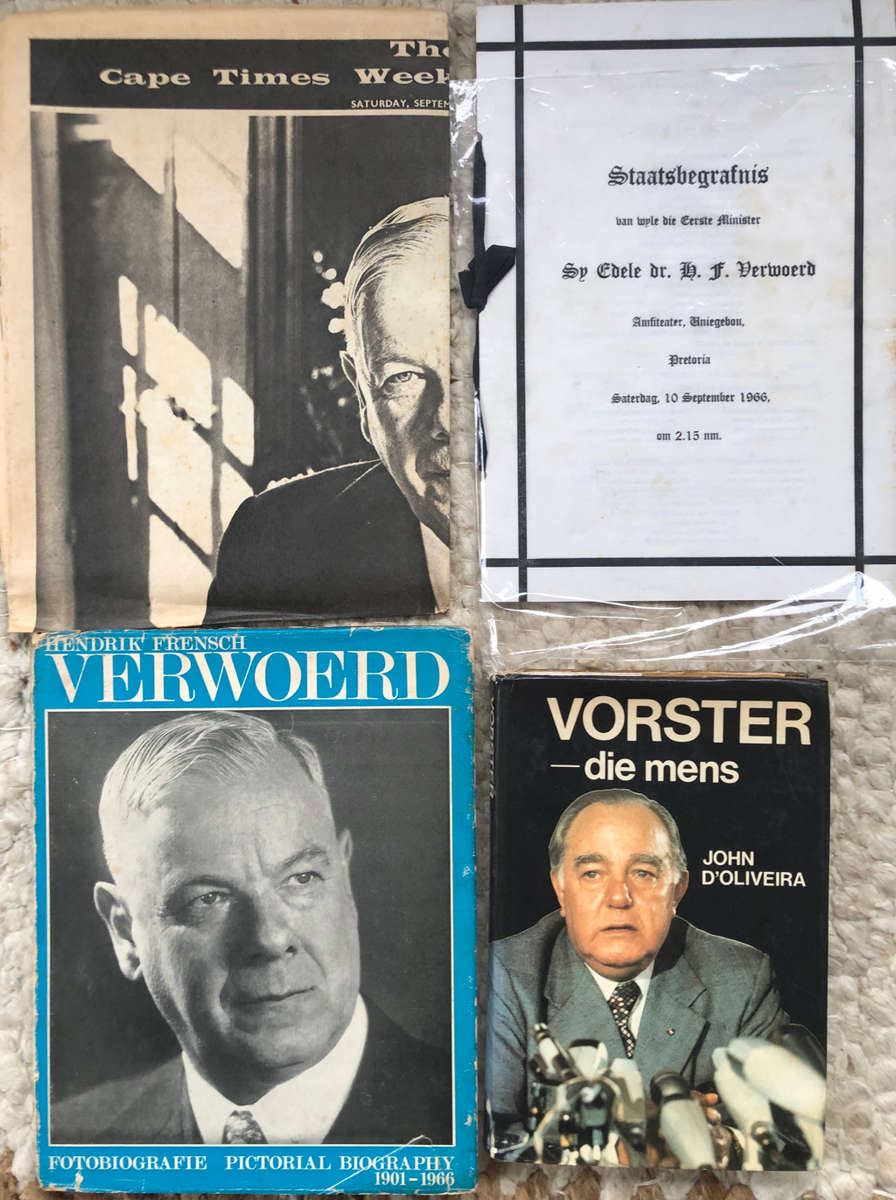 The
Cape Times Week
SATURDAY, SEPTEM
Staatsbegrafnis
van wyle die Eerste Minister
Sy Edele dr. H. F. Verwoerd
Amfiteater, Uniegebou,
Pretoria
Saterdag, 10 September 1966,
om 2.15 nm.
HENDRIK FRENSCH
VERWOERD
FOTOBIOGRAFIE PICTORIAL BIOGRAPHY
1901-1966
VORSTER
—die mens
JOHN
D'OLIVEIRA